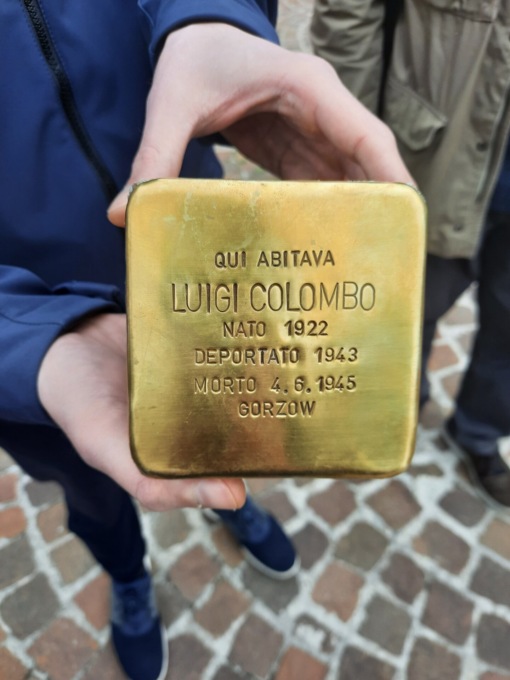 QUI ABITAVA
LUIGI COLOMBO
NATO 1922
DEPORTATO 1943
MORTO 4.6.1945
GORZOW